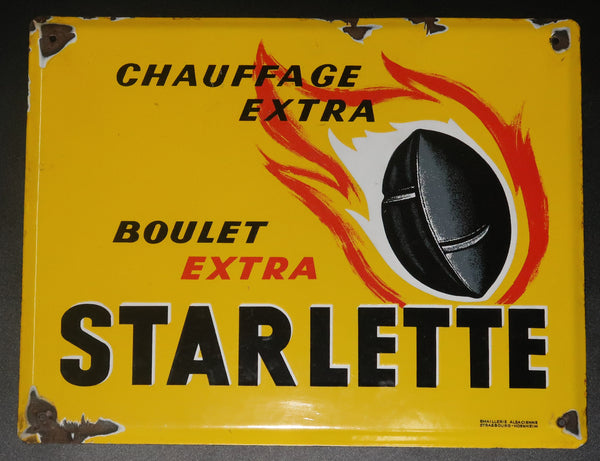 CHAUFFAGE
EXTRA
BOULET
EXTRA
STARLETTE
EMAILLERIE ALSACIENNE
STRASBOURG-HOENHEIM